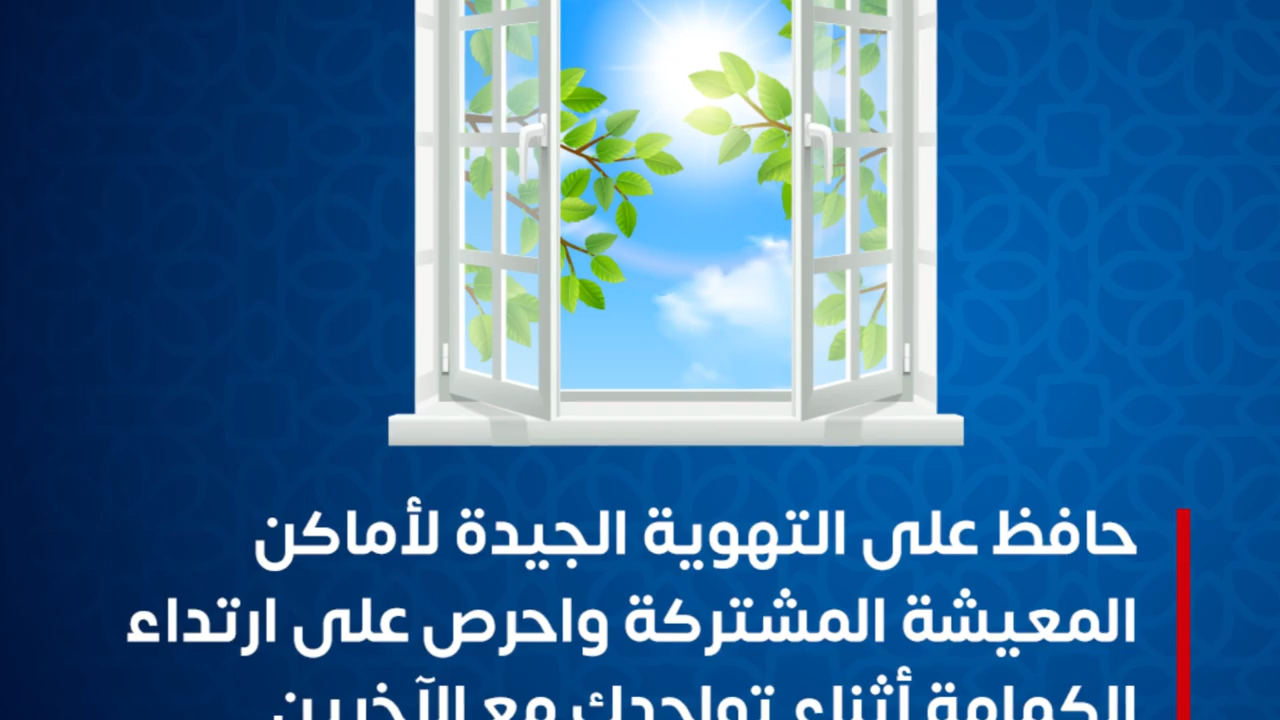 حافظ على التهوية الجيدة لأماكن
المعيشة المشتركة واحرص على ارتداء
الكمامة أثناء تواجدك مع الآخرين